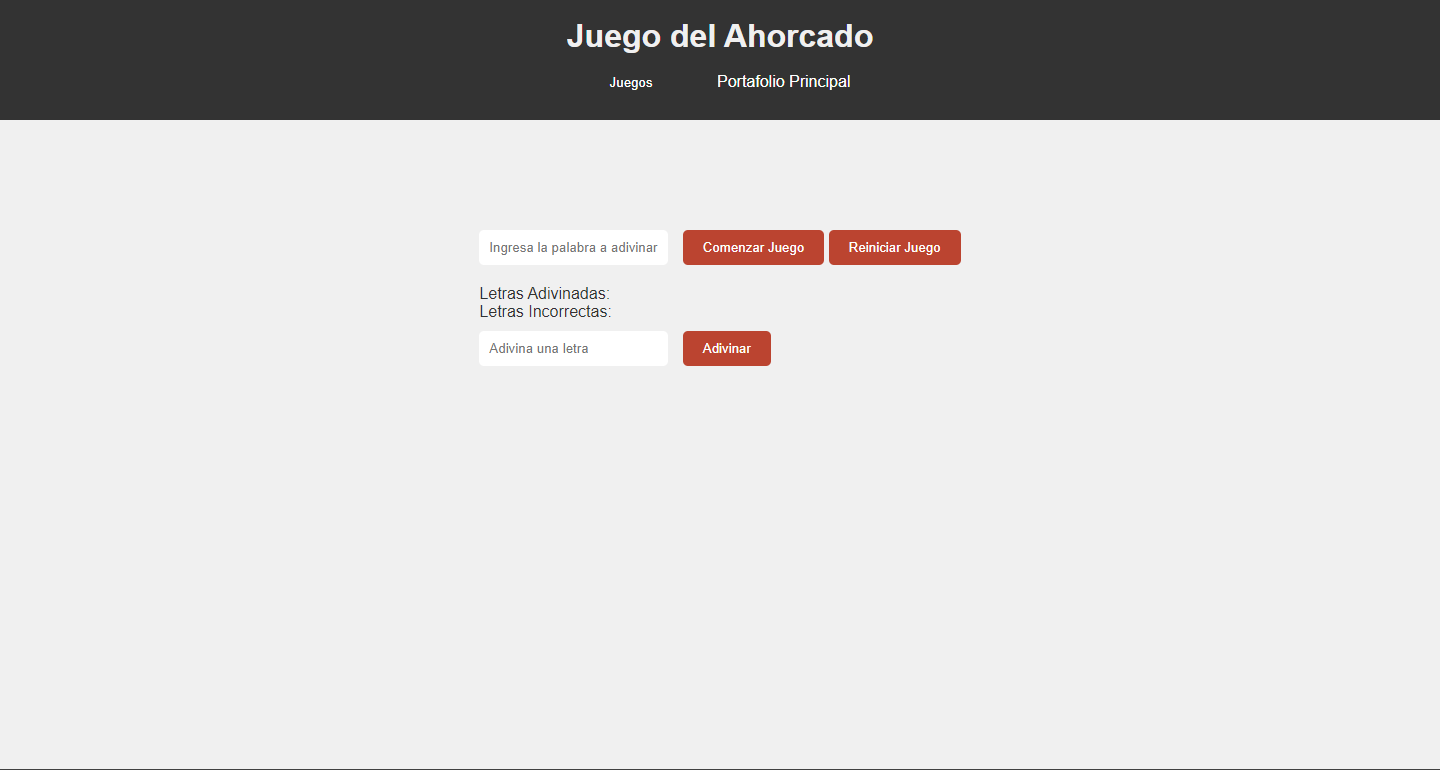 Juego del Ahorcado
Juegos Portafolio Principal
Ingresa la palabra a adivinar Comenzar Juego Reiniciar Juego
Letras Adivinadas:
Letras Incorrectas:
Adivina una letra Adivinar